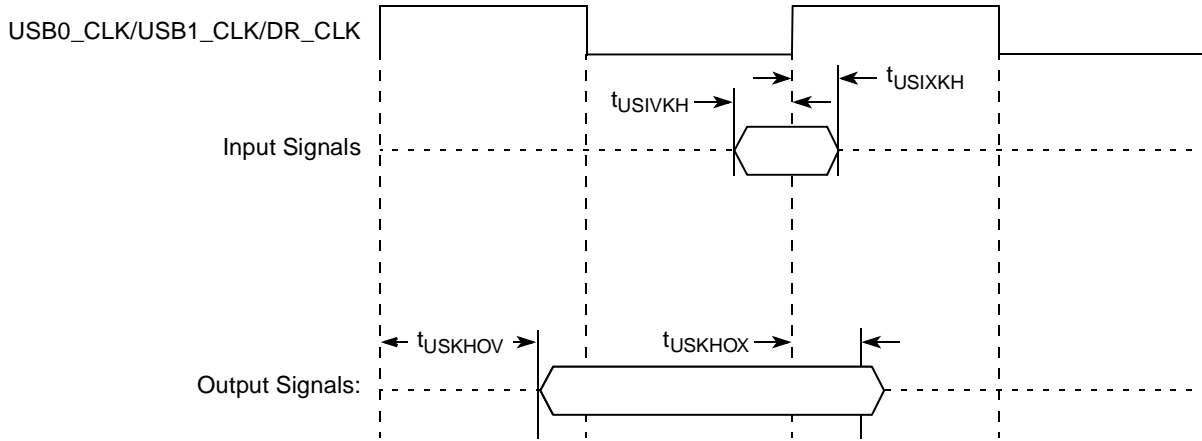 USB0_CLK/USB1_CLK/DR_CLK
tUSIXKH
tUSIVKH
Input Signals
tUSKHOV
tUSKHOX
Output Signals: